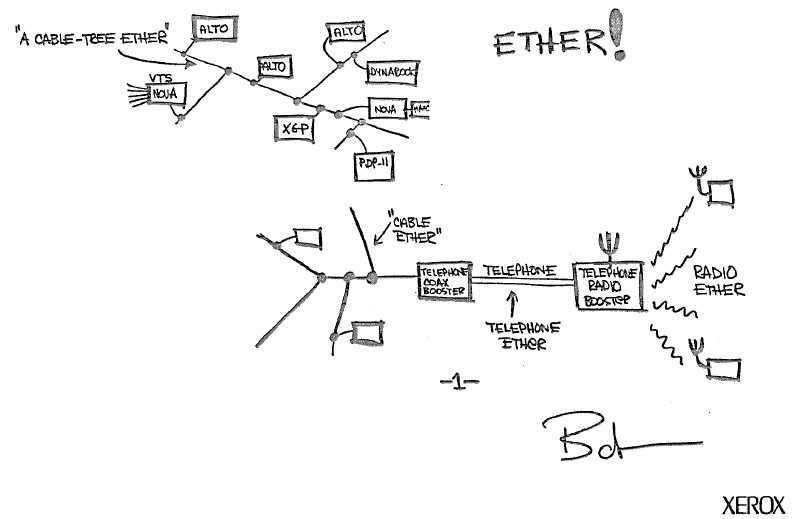 "A CABLE-TREE ETHER"
ALTO
ALTO
ETHER!
ALTO
DYNABOOK
VTS
NOVA
XGP
NOVA
PDP-11
"CABLE
ETHER"
TELEPHONE
COAX
BOOSTER
TELEPHONE
TELEPHONE
ETHER
TELEPHONE
RADIO
BOOSTER
RADIO
ETHER
-1-
Bob
XEROX